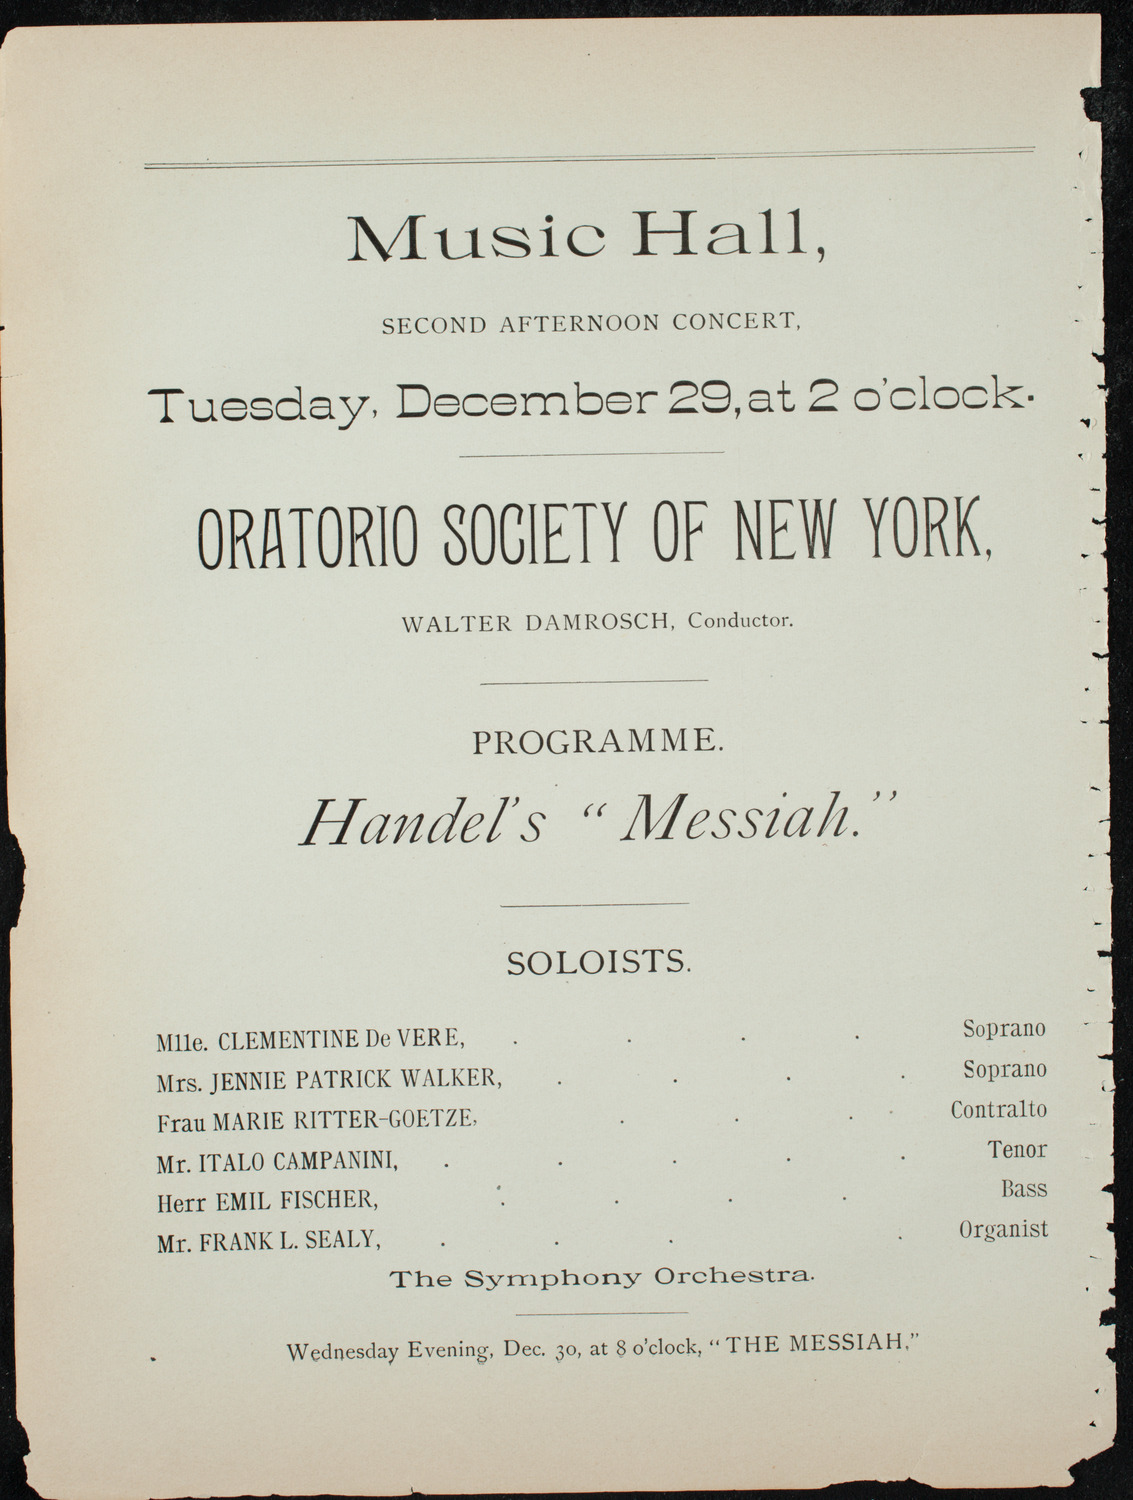 Music Hall,
SECOND AFTERNOON CONCERT,
Tuesday, December 29, at 2 o'clock.
ORATORIO SOCIETY OF NEW YORK,
WALTER DAMROSCH, Conductor.
PROGRAMME.
Handel's “Messiah.”
SOLOISTS.
Mlle. CLEMENTINE De VERE, . . . . Soprano
Mrs. JENNIE PATRICK WALKER, . . . . Soprano
Frau MARIE RITTER-GOETZE, . . . Contralto
Mr. ITALO CAMPANINI, . . . . . Tenor
Herr EMIL FISCHER, . . . . Bass
Mr. FRANK L. SEALY, . . . . Organist
The Symphony Orchestra.
Wednesday Evening, Dec. 30, at 8 o'clock, “THE MESSIAH,”